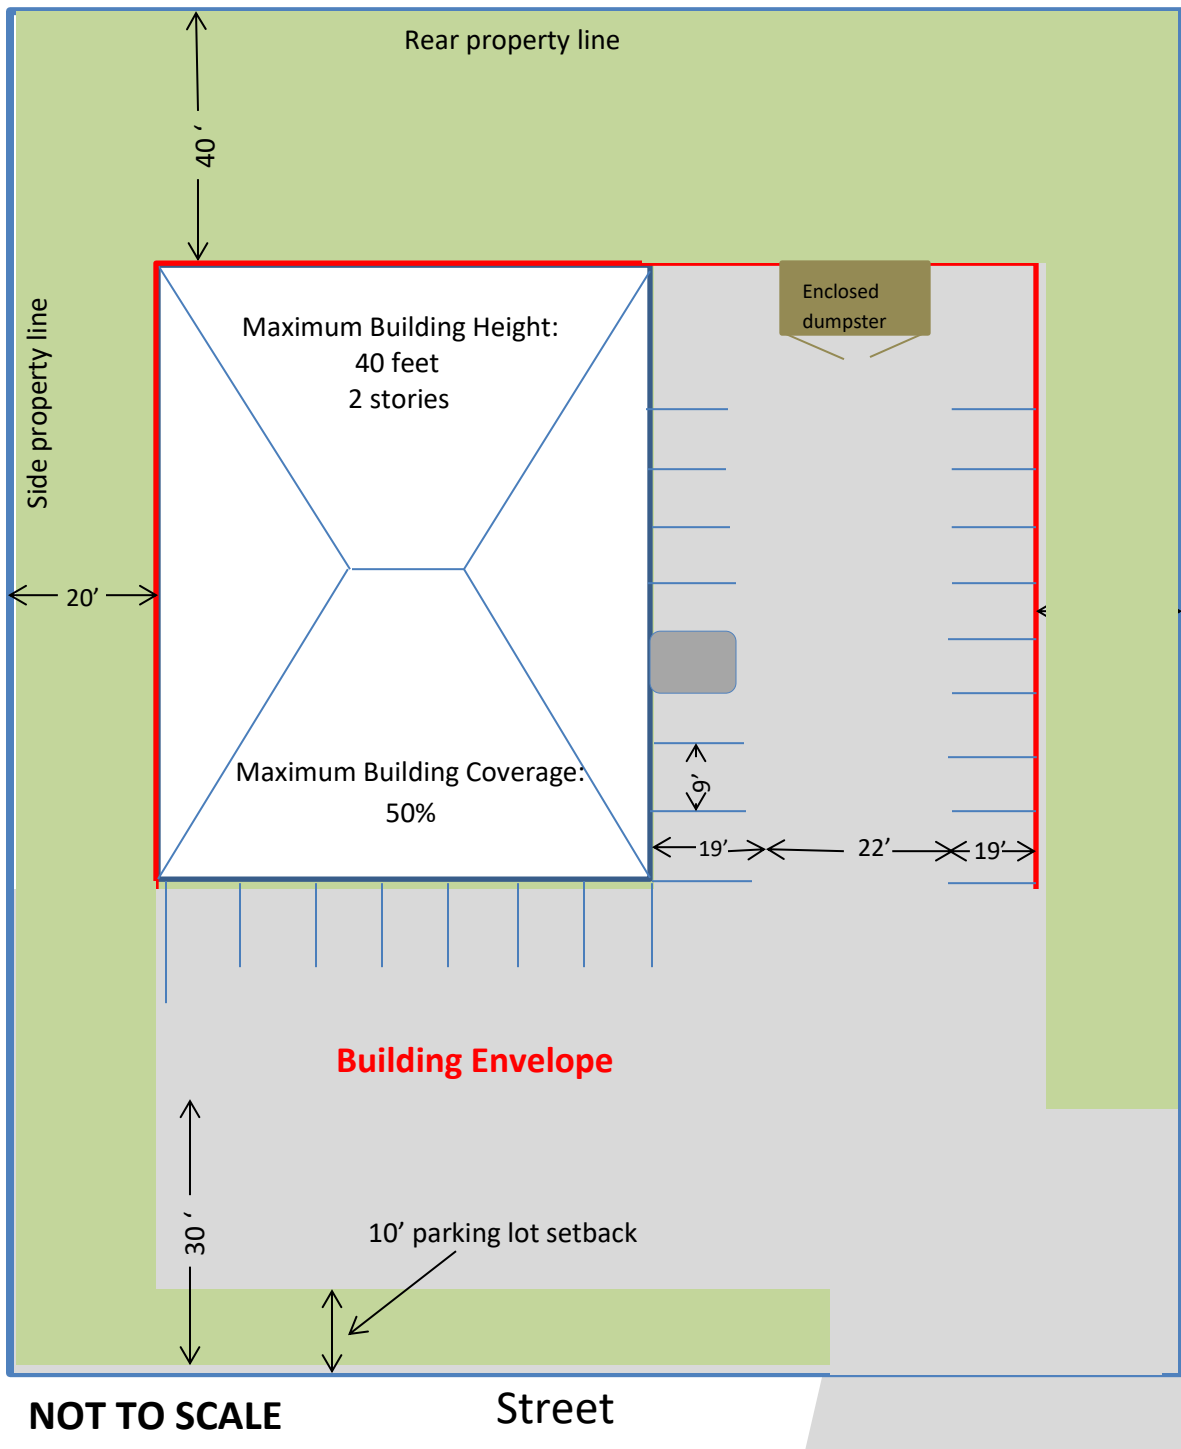 Rear property line
40 ‘
Enclosed
dumpster
Maximum Building Height:
40 feet
2 stories
Side property line
20’
Maximum Building Coverage:
50%
9’
19’
22’
19’
Building Envelope
30 ‘
10’ parking lot setback
Street
NOT TO SCALE